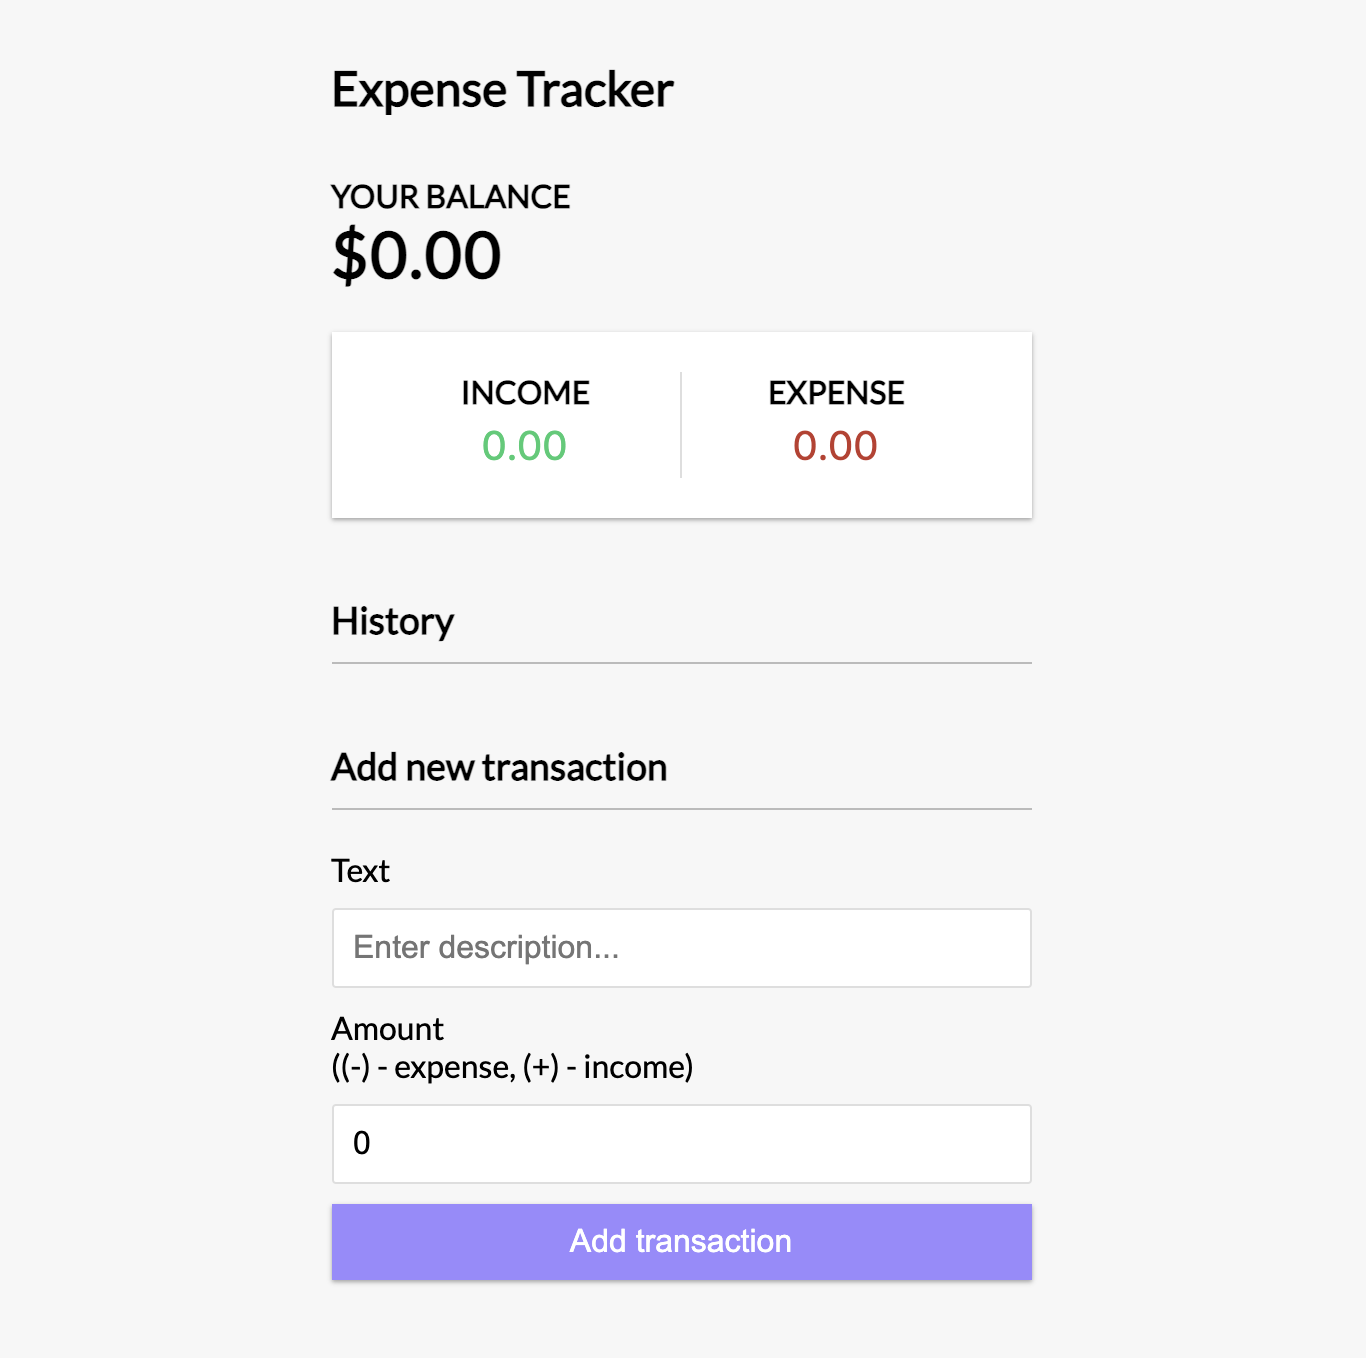 Expense Tracker
YOUR BALANCE
$0.00
INCOME EXPENSE
0.00 0.00
History
Add new transaction
Text
Enter description...
Amount
((-) - expense, (+) - income)
0
Add transaction